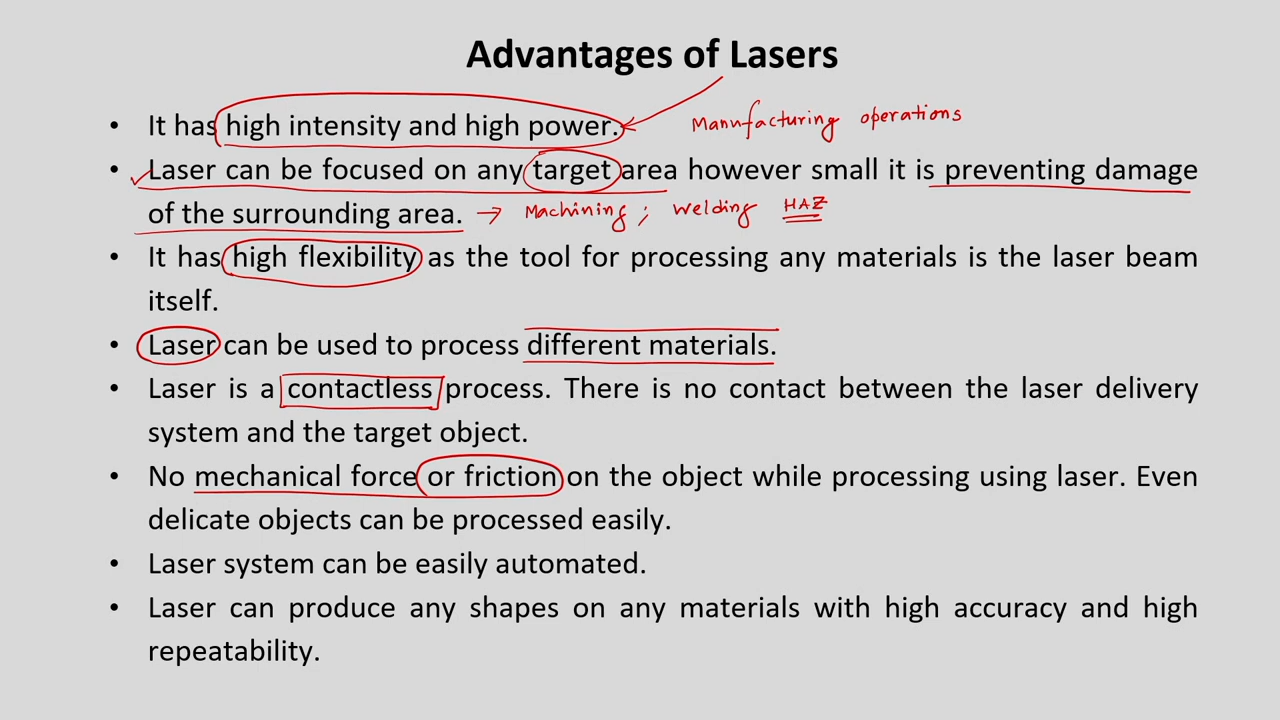 Advantages of Lasers
• It has high intensity and high power. Manufacturing operations
• Laser can be focused on any target area however small it is preventing damage
of the surrounding area. → Machining; Welding HAZ
• It has high flexibility as the tool for processing any materials is the laser beam
itself.
• Laser can be used to process different materials.
• Laser is a contactless process. There is no contact between the laser delivery
system and the target object.
• No mechanical force or friction on the object while processing using laser. Even
delicate objects can be processed easily.
• Laser system can be easily automated.
• Laser can produce any shapes on any materials with high accuracy and high
repeatability.